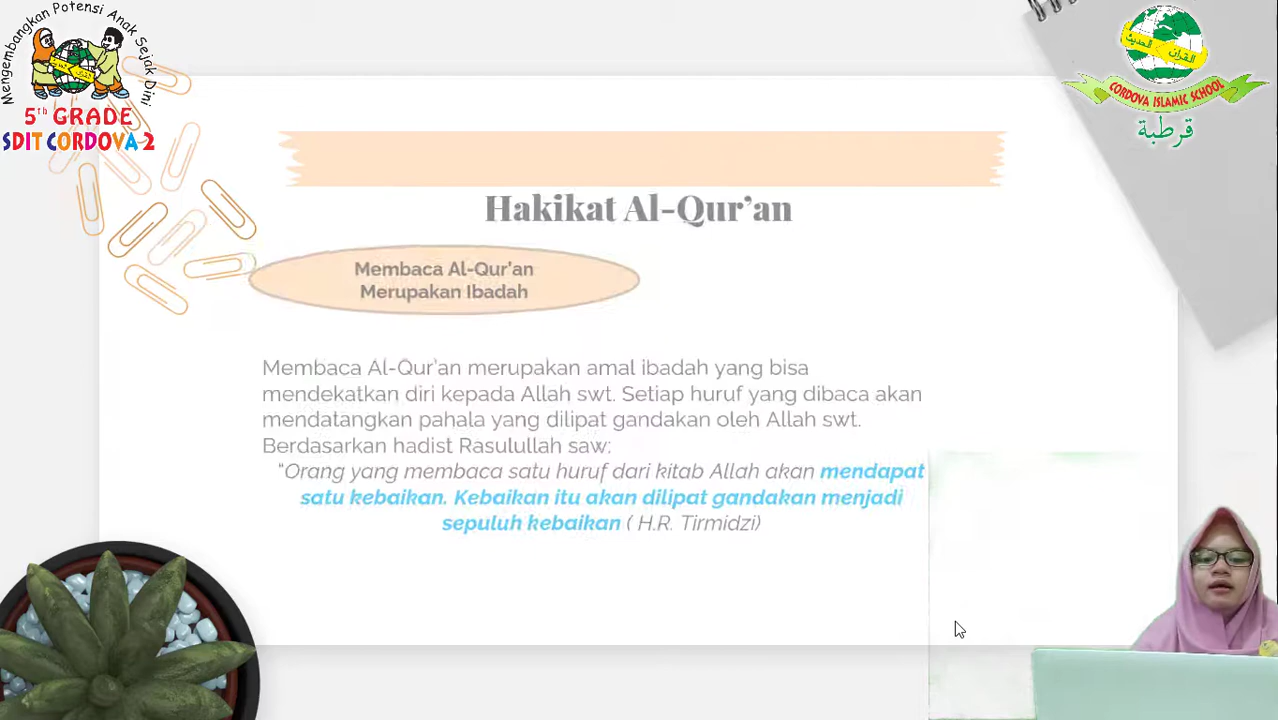 Mengembangkan Potensi Anak Sejak Dini
5th GRADE
SDIT CORDOVA 2
القرآن
الحديث
CORDOVA ISLAMIC SCHOOL
قرطبة
Hakikat Al-Qur’an
Membaca Al-Qur’an
Merupakan Ibadah
Membaca Al-Qur’an merupakan amal ibadah yang bisa
mendekatkan diri kepada Allah swt. Setiap huruf yang dibaca akan
mendatangkan pahala yang dilipat gandakan oleh Allah swt.
Berdasarkan hadist Rasulullah saw:
“Orang yang membaca satu huruf dari kitab Allah akan mendapat
satu kebaikan. Kebaikan itu akan dilipat gandakan menjadi
sepuluh kebaikan ( H.R. Tirmidzi)